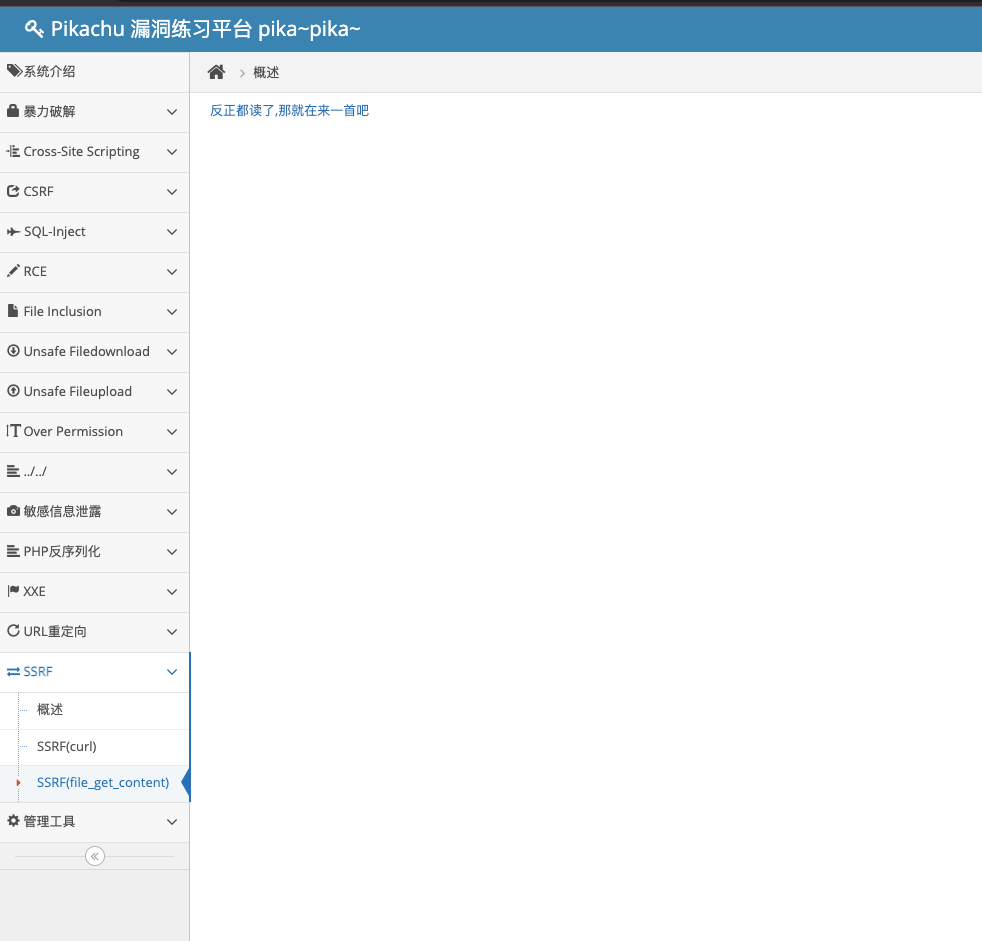 Pikachu 漏洞练习平台 pika~pika~
系统介绍
概述
反正都读了,那就在来一首吧
暴力破解
Cross-Site Scripting
CSRF
SQL-Inject
RCE
File Inclusion
Unsafe Filedownload
Unsafe Fileupload
Over Permission
../../
敏感信息泄露
PHP反序列化
XXE
URL重定向
SSRF
概述
SSRF(curl)
SSRF(file_get_content)
管理工具